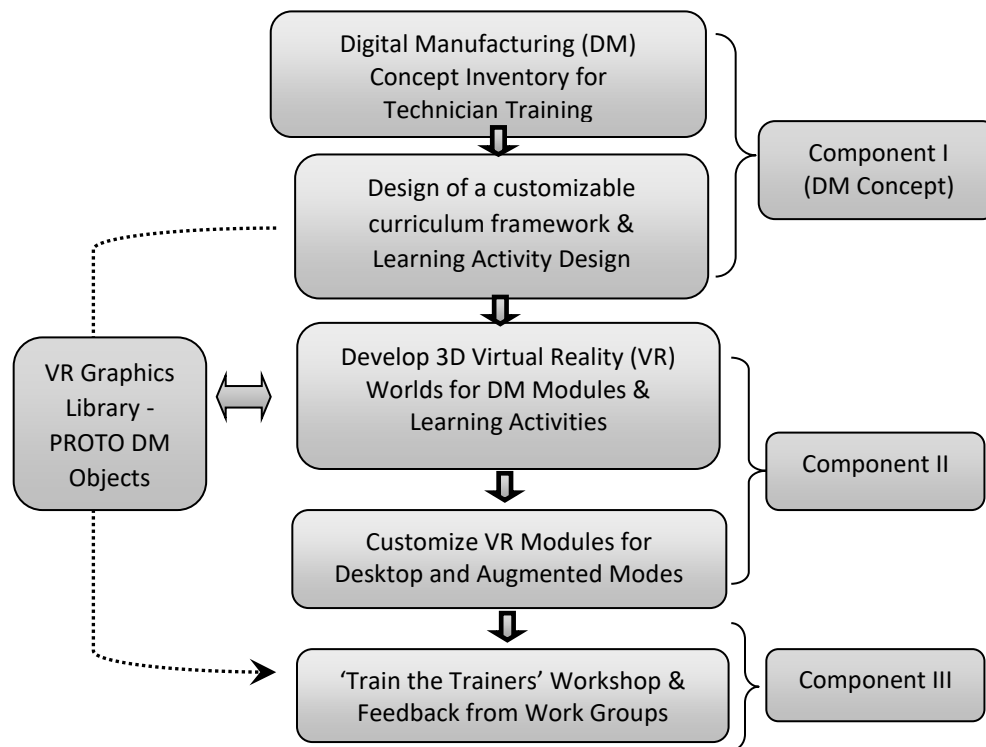 Digital Manufacturing (DM)
Concept Inventory for
Technician Training
Component I
(DM Concept)
Design of a customizable
curriculum framework &
Learning Activity Design
VR Graphics
Library -
PROTO DM
Objects
Develop 3D Virtual Reality (VR)
Worlds for DM Modules &
Learning Activities
Component II
Customize VR Modules for
Desktop and Augmented Modes
‘Train the Trainers’ Workshop &
Feedback from Work Groups
Component III